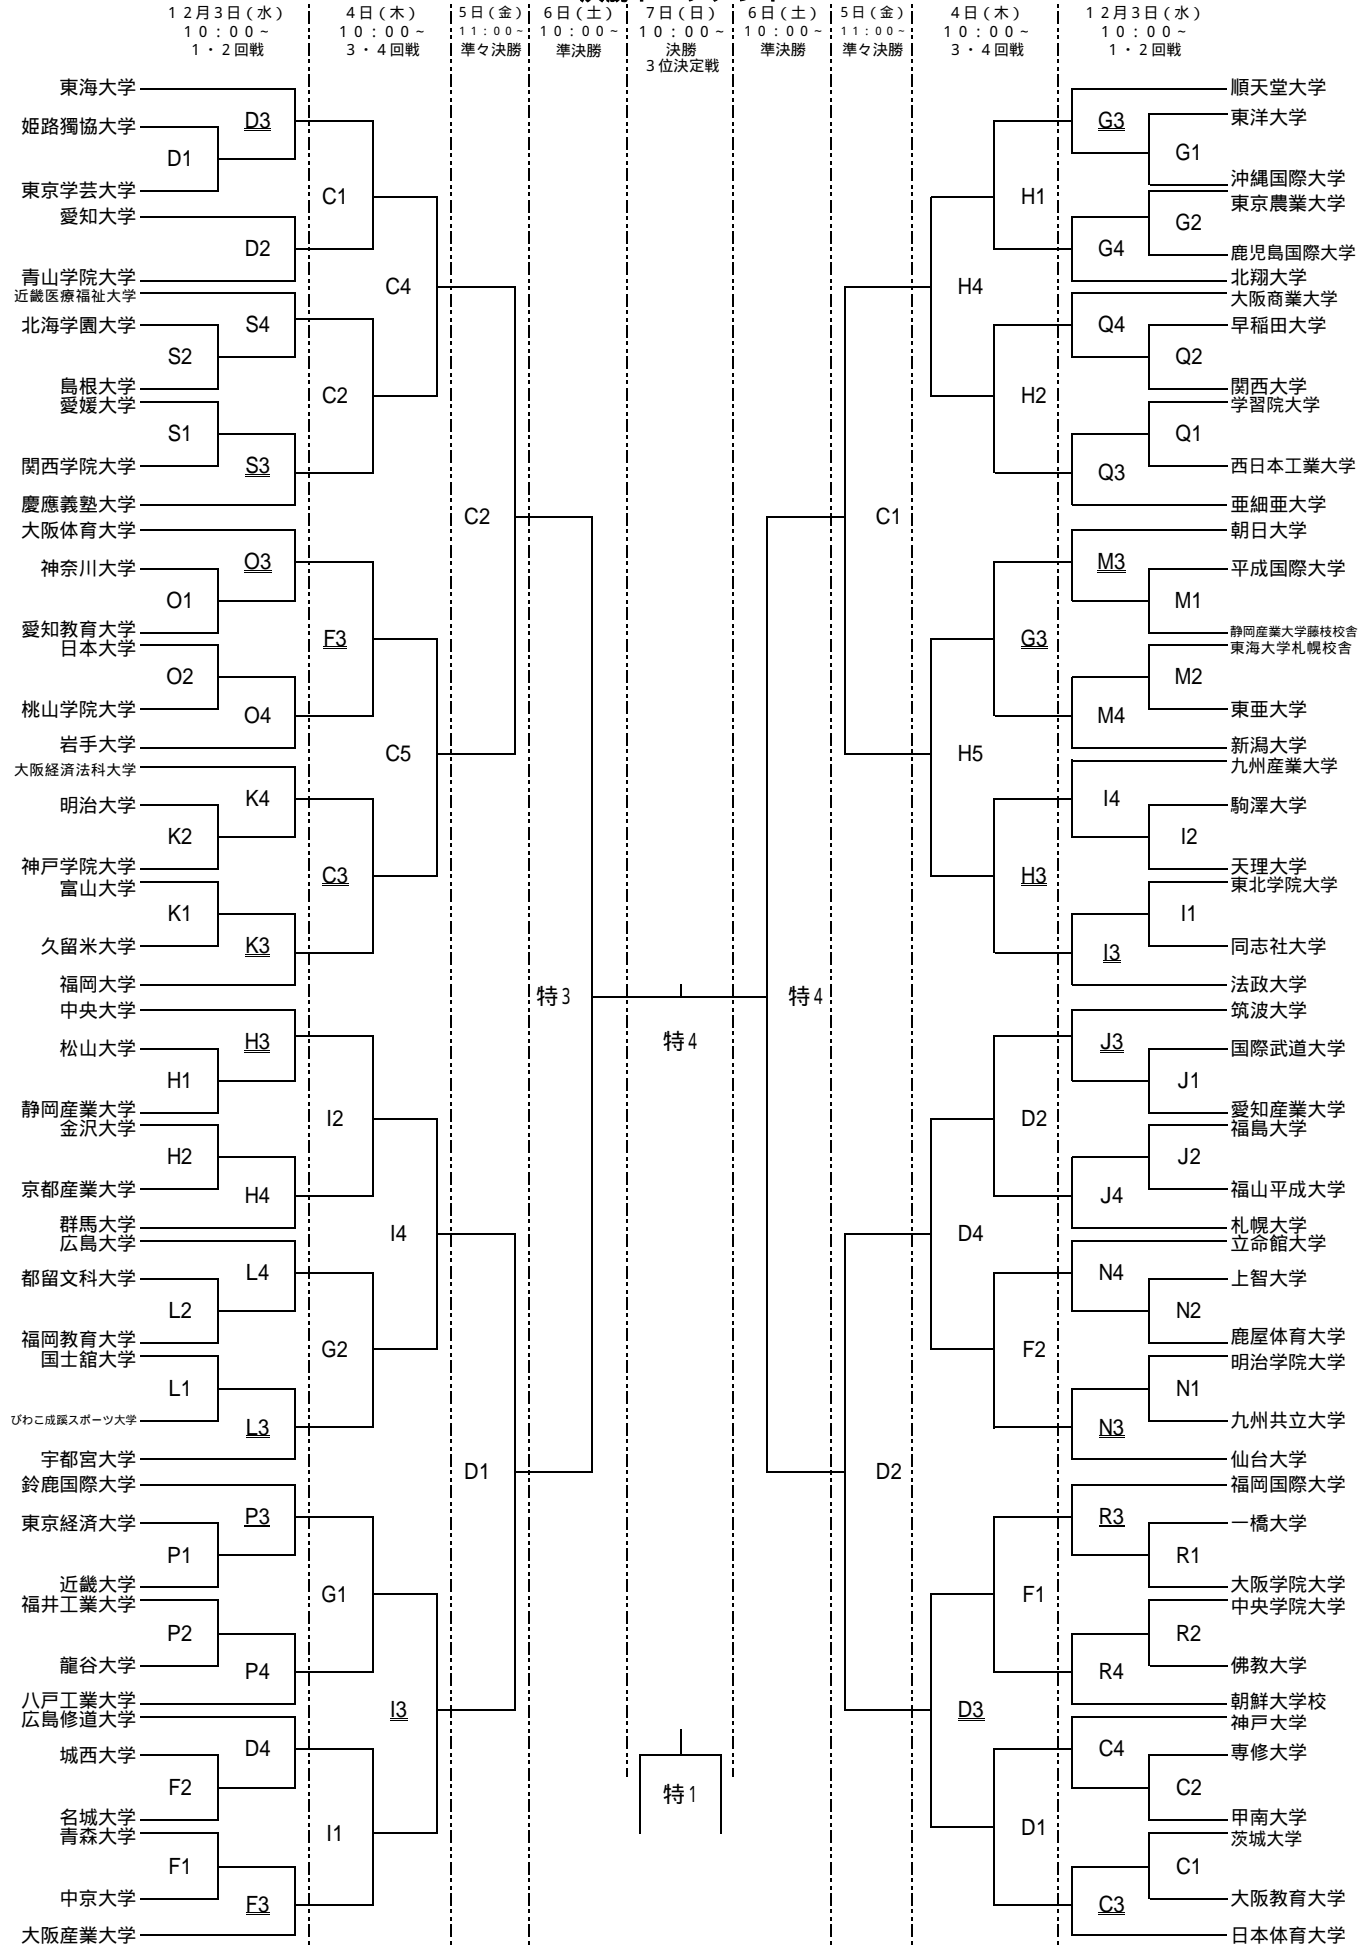 １２月３日（水）
１０：００~
１・２回戦
４日（木）
１０：００~
３・４回戦
５日（金）
１１：００~
準々決勝
６日（土）
１０：００~
準決勝
７日（日）
１０：００~
決勝
３位決定戦
６日（土）
１０：００~
準決勝
５日（金）
１１：００~
準々決勝
４日（木）
１０：００~
３・４回戦
１２月３日（水）
１０：００~
１・２回戦
東海大学
姫路獨協大学
東京学芸大学
愛知大学
青山学院大学
近畿医療福祉大学
北海学園大学
島根大学
愛媛大学
関西学院大学
慶應義塾大学
大阪体育大学
神奈川大学
愛知教育大学
日本大学
桃山学院大学
岩手大学
大阪経済法科大学
明治大学
神戸学院大学
富山大学
久留米大学
福岡大学
中央大学
松山大学
静岡産業大学
金沢大学
京都産業大学
群馬大学
広島大学
都留文科大学
福岡教育大学
国士舘大学
びわこ成蹊スポーツ大学
宇都宮大学
鈴鹿国際大学
東京経済大学
近畿大学
福井工業大学
龍谷大学
八戸工業大学
広島修道大学
城西大学
名城大学
青森大学
中京大学
大阪産業大学
D1
S2
S1
O1
O2
K2
K1
H1
H2
L2
L1
P1
P2
F2
F1
D3
D2
S4
S3
O3
O4
K4
K3
H3
H4
L4
L3
P3
P4
D4
F3
C1
C2
F3
C3
I2
G2
G1
I1
C4
C5
I4
I3
C2
D1
特3
特4
特1
特4
C1
D2
H4
H5
D4
D3
H1
H2
G3
H3
D2
F2
F1
D1
G3
G4
Q4
Q3
M3
M4
I4
I3
J3
J4
N4
N3
R3
R4
C4
C3
G1
G2
Q2
Q1
M1
M2
I2
I1
J1
J2
N2
N1
R1
R2
C2
C1
順天堂大学
東洋大学
沖縄国際大学
東京農業大学
鹿児島国際大学
北翔大学
大阪商業大学
早稲田大学
関西大学
学習院大学
西日本工業大学
亜細亜大学
朝日大学
平成国際大学
静岡産業大学藤枝校舎
東海大学札幌校舎
東亜大学
新潟大学
九州産業大学
駒澤大学
天理大学
東北学院大学
同志社大学
法政大学
筑波大学
国際武道大学
愛知産業大学
福島大学
福山平成大学
札幌大学
立命館大学
上智大学
鹿屋体育大学
明治学院大学
九州共立大学
仙台大学
福岡国際大学
一橋大学
大阪学院大学
中央学院大学
佛教大学
朝鮮大学校
神戸大学
専修大学
甲南大学
茨城大学
大阪教育大学
日本体育大学